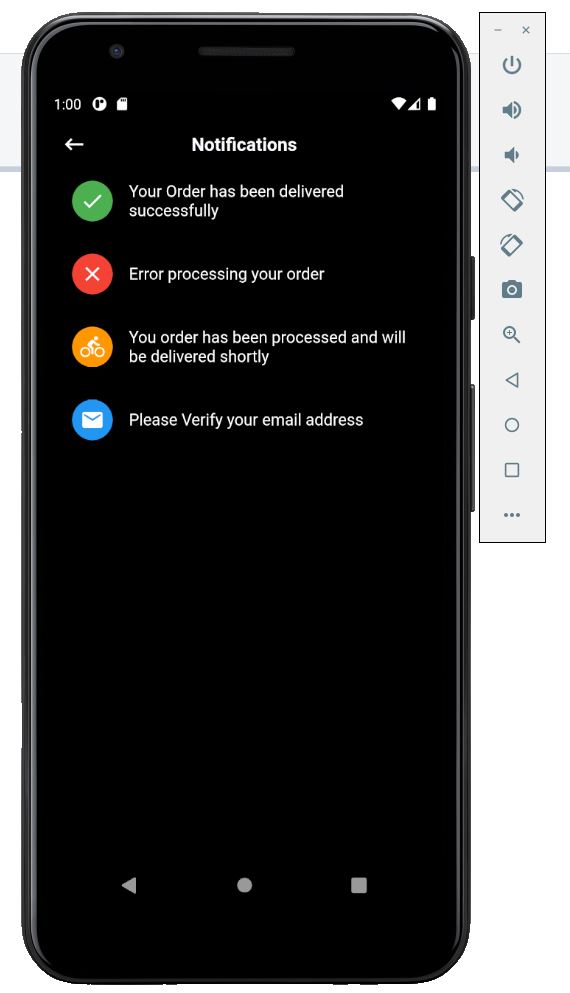 1:00
Notifications
Your Order has been delivered
successfully
Error processing your order
You order has been processed and will
be delivered shortly
Please Verify your email address